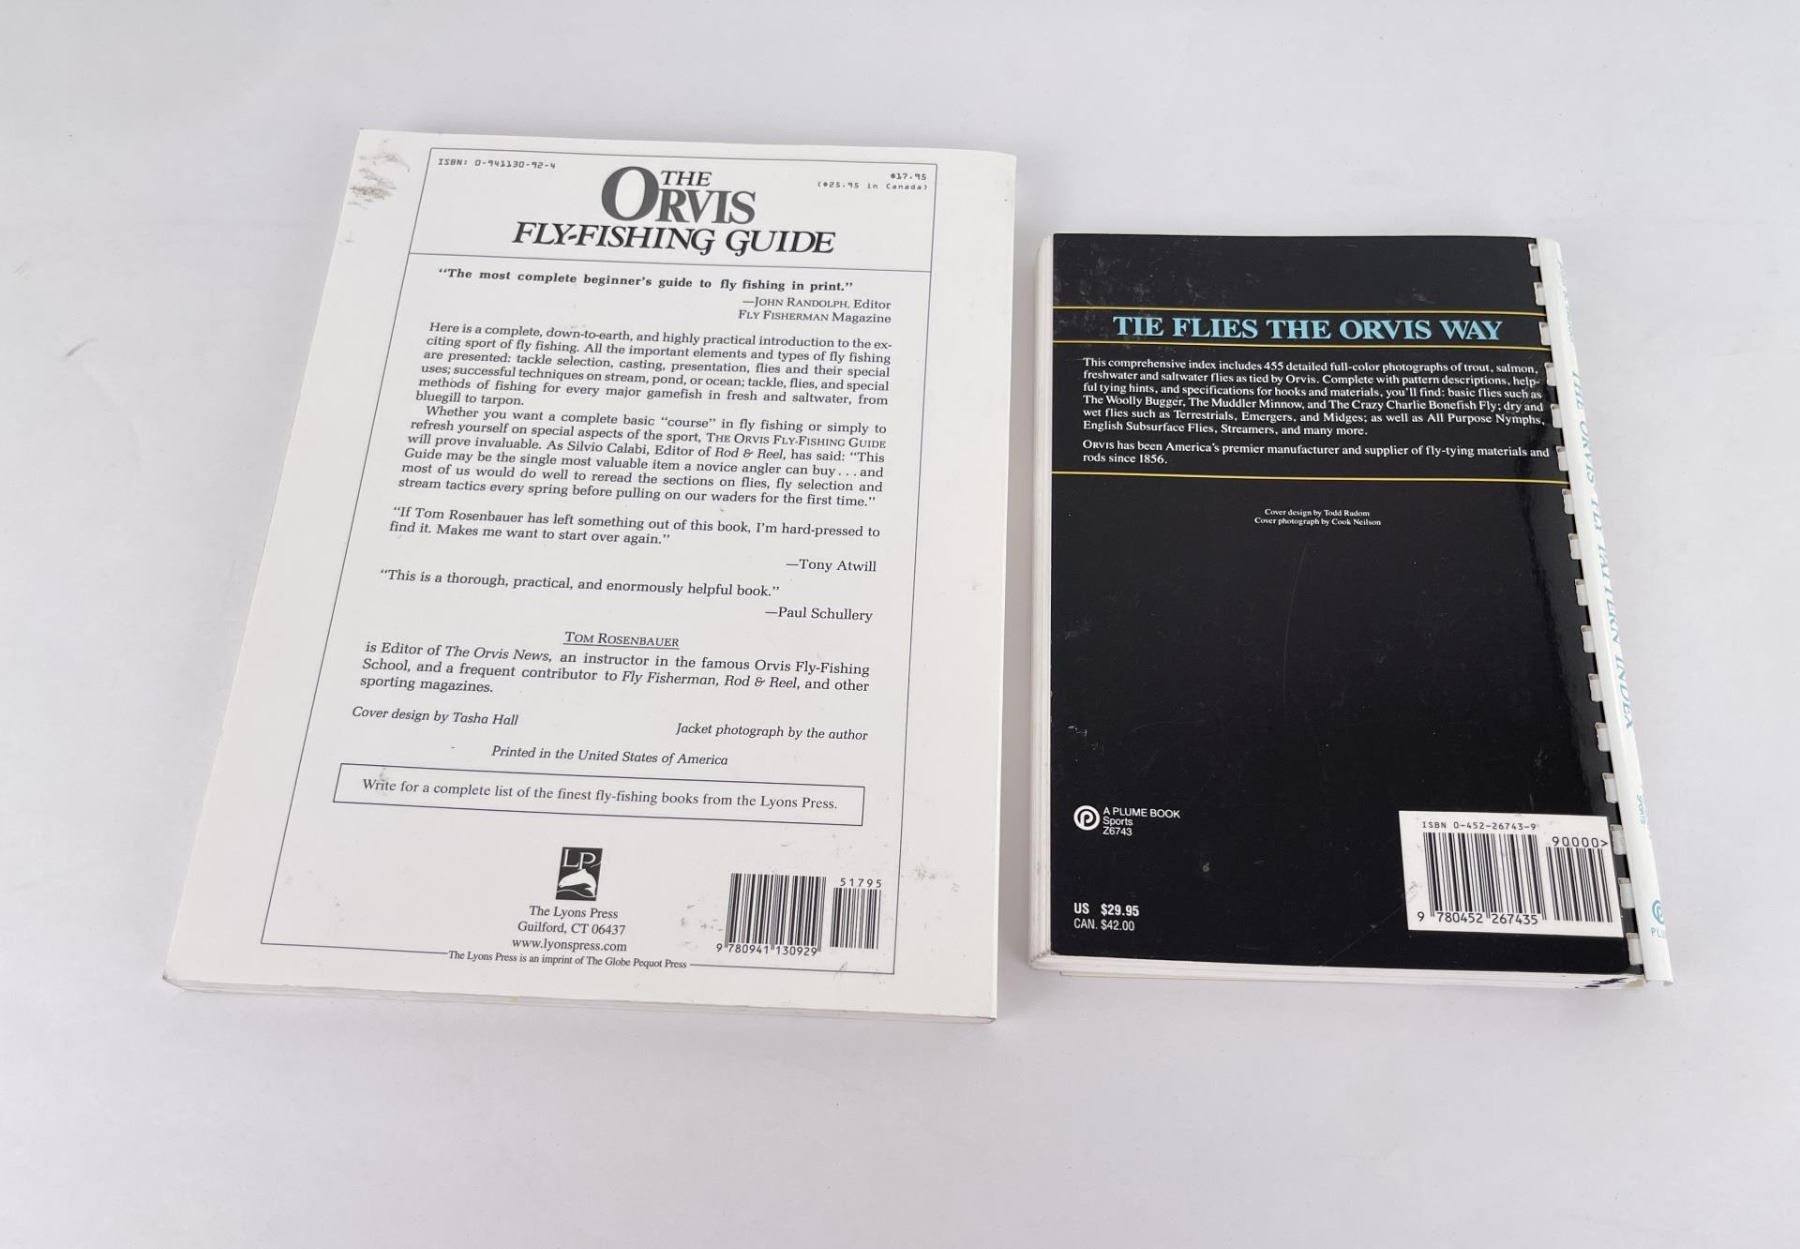 ISBN: 0-941130-92-4
$17.95
($25.95 in Canada)
THE
ORVIS
FLY-FISHING GUIDE
"The most complete beginner's guide to fly fishing in print."
—JOHN RANDOLPH, Editor
FLY FISHERMAN Magazine
Here is a complete, down-to-earth, and highly practical introduction to the ex-
citing sport of fly fishing. All the important elements and types of fly fishing
are presented: tackle selection, casting, presentation, flies and their special
uses; successful techniques on stream, pond, or ocean; tackle, flies, and special
methods of fishing for every major gamefish in fresh and saltwater, from
bluegill to tarpon.
Whether you want a complete basic "course" in fly fishing or simply to
refresh yourself on special aspects of the sport, THE ORVIS FLY-FISHING GUIDE
will prove invaluable. As Silvio Calabi, Editor of Rod & Reel, has said: "This
Guide may be the single most valuable item a novice angler can buy . . . and
most of us would do well to reread the sections on flies, fly selection and
stream tactics every spring before pulling on our waders for the first time."
"If Tom Rosenbauer has left something out of this book, I'm hard-pressed to
find it. Makes me want to start over again."
—Tony Atwill
"This is a thorough, practical, and enormously helpful book."
—Paul Schullery
TOM ROSENBAUER
is Editor of The Orvis News, an instructor in the famous Orvis Fly-Fishing
School, and a frequent contributor to Fly Fisherman, Rod & Reel, and other
sporting magazines.
Cover design by Tasha Hall
Jacket photograph by the author
Printed in the United States of America
Write for a complete list of the finest fly-fishing books from the Lyons Press.
LP
The Lyons Press
Guilford, CT 06437
www.lyonspress.com
The Lyons Press is an imprint of The Globe Pequot Press
51795
9 780941 130929
TIE FLIES THE ORVIS WAY
This comprehensive index includes 455 detailed full-color photographs of trout, salmon,
freshwater and saltwater flies as tied by Orvis. Complete with pattern descriptions, help-
ful tying hints, and specifications for hooks and materials, you'll find: basic flies such as
The Woolly Bugger, The Muddler Minnow, and The Crazy Charlie Bonefish Fly; dry and
wet flies such as Terrestrials, Emergers, and Midges; as well as All Purpose Nymphs,
English Subsurface Flies, Streamers, and many more.
ORVIS has been America's premier manufacturer and supplier of fly-tying materials and
rods since 1856.
Cover design by Todd Radom
Cover photograph by Cook Neilson
A PLUME BOOK
Sports
Z6743
US $29.95
CAN. $42.00
ISBN 0-452-26743-9
90000>
9 780452 267435
THE ORVIS FLY PATTERN INDEX